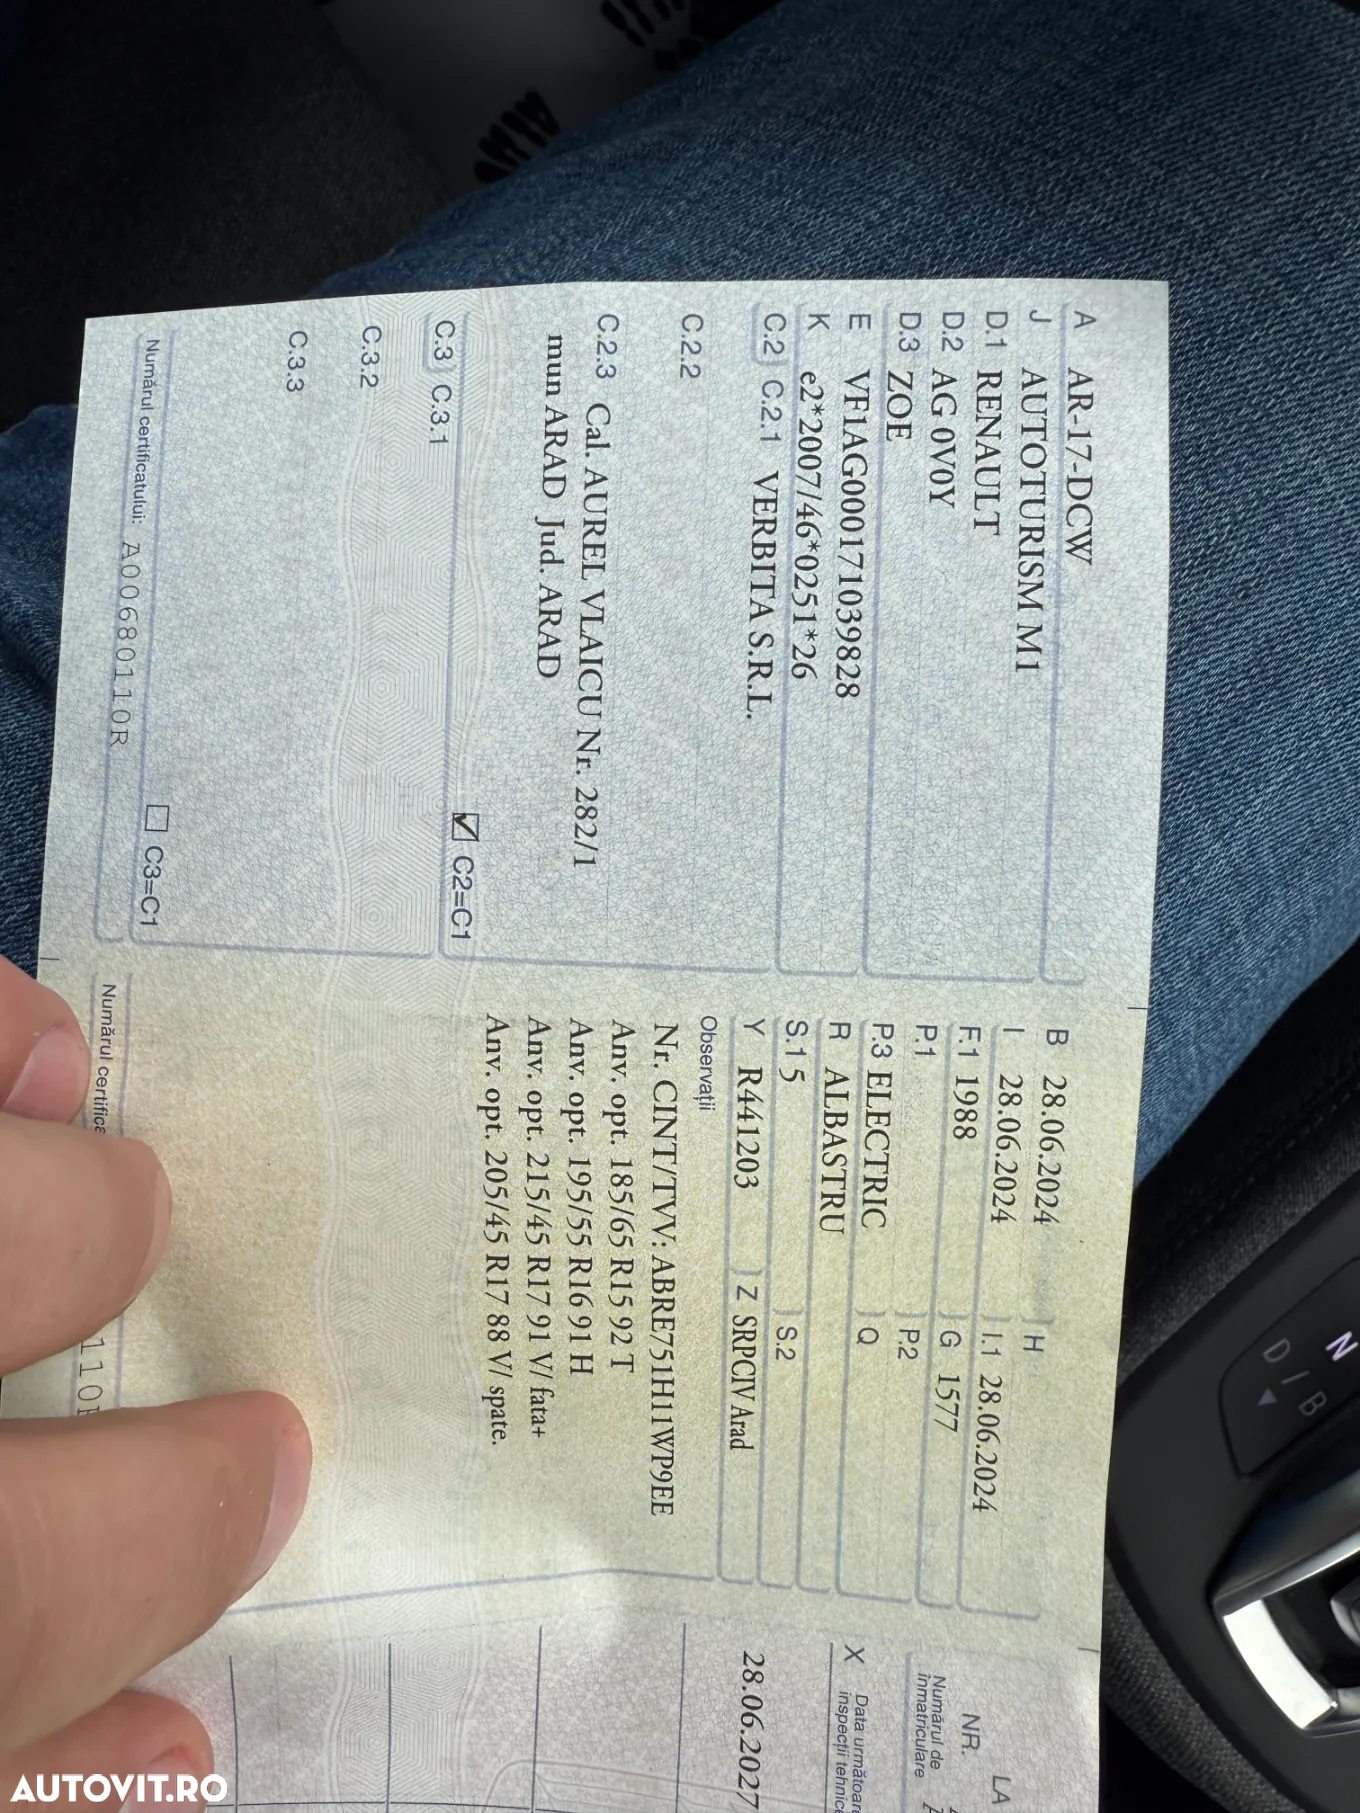 A AR-17-DCW
J AUTOTURISM M1
D.1 RENAULT
D.2 AG 0V0Y
D.3 ZOE
E VF1AG000171039828
K e2*2007/46*0251*26
C.2 C.2.1 VERBITA S.R.L.
C.2.2
C.2.3 Cal. AUREL VLAICU Nr. 282/1
mun ARAD Jud. ARAD
C2=C1
C.3 C.3.1
C.3.2
C.3.3
C3=C1
Numărul certificatului: A00680110R
B 28.06.2024 H
I 28.06.2024 I.1 28.06.2024
F.1 1988 G 1577
P.1 P.2
P.3 ELECTRIC Q
R ALBASTRU
S.1 5 S.2
Y R441203 Z SRPCIV Arad
Observații
Nr. CINT/TVV: ABRE751H11WP9EE
Anv. opt. 185/65 R15 92 T
Anv. opt. 195/55 R16 91 H
Anv. opt. 215/45 R17 91 V/ fata+
Anv. opt. 205/45 R17 88 V/ spate.
Numărul certifica
110
LA
NR.
Numărul de
înmatriculare
X Data următoare
inspecții tehnice
28.06.2027
N
D / B
AUTOVIT.RO